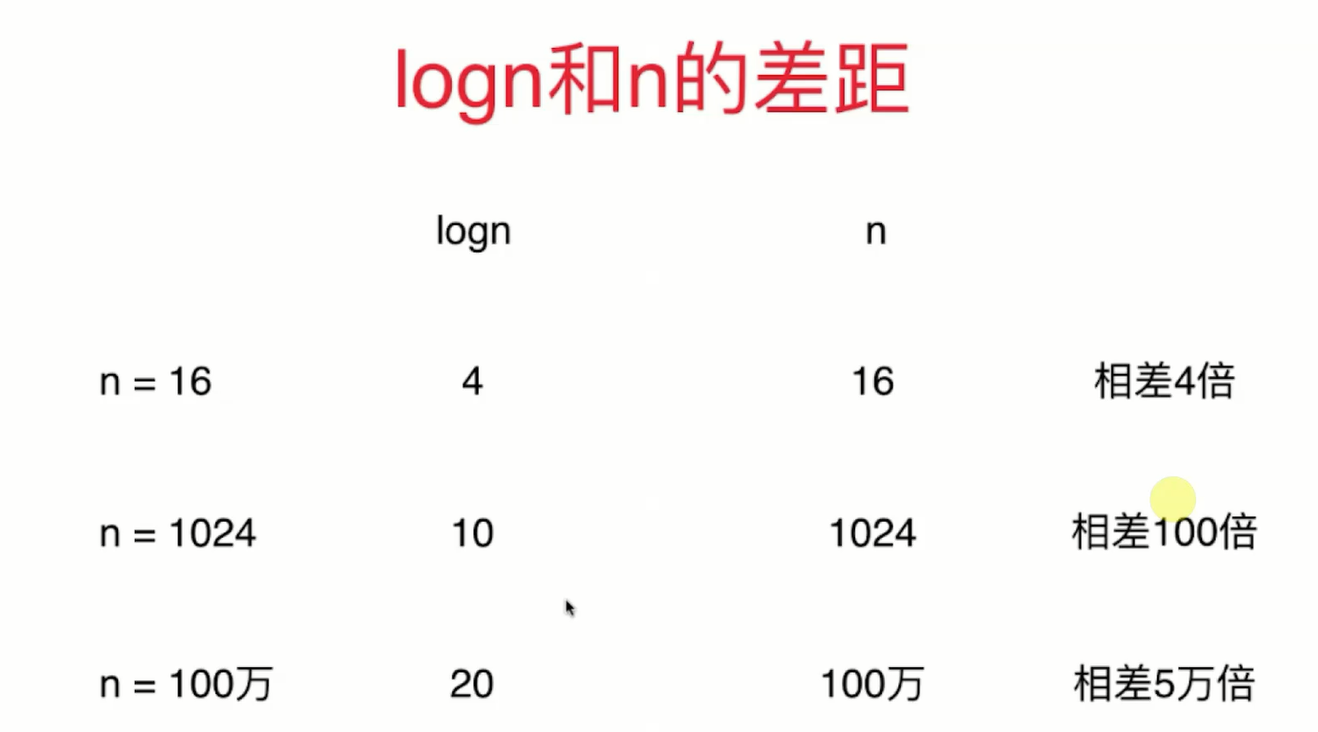 logn和n的差距
logn n
n = 16 4 16 相差4倍
n = 1024 10 1024 相差100倍
n = 100万 20 100万 相差5万倍